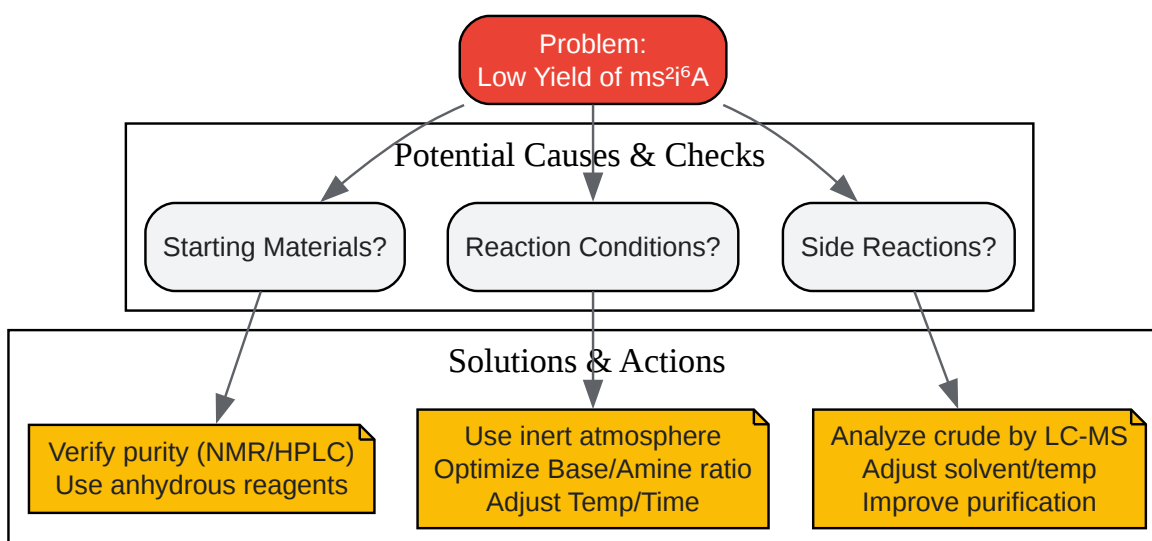 Problem:
Low Yield of ms²i⁶A
Potential Causes & Checks
Starting Materials?
Reaction Conditions?
Side Reactions?
Solutions & Actions
Verify purity (NMR/HPLC)
Use anhydrous reagents
Use inert atmosphere
Optimize Base/Amine ratio
Adjust Temp/Time
Analyze crude by LC-MS
Adjust solvent/temp
Improve purification